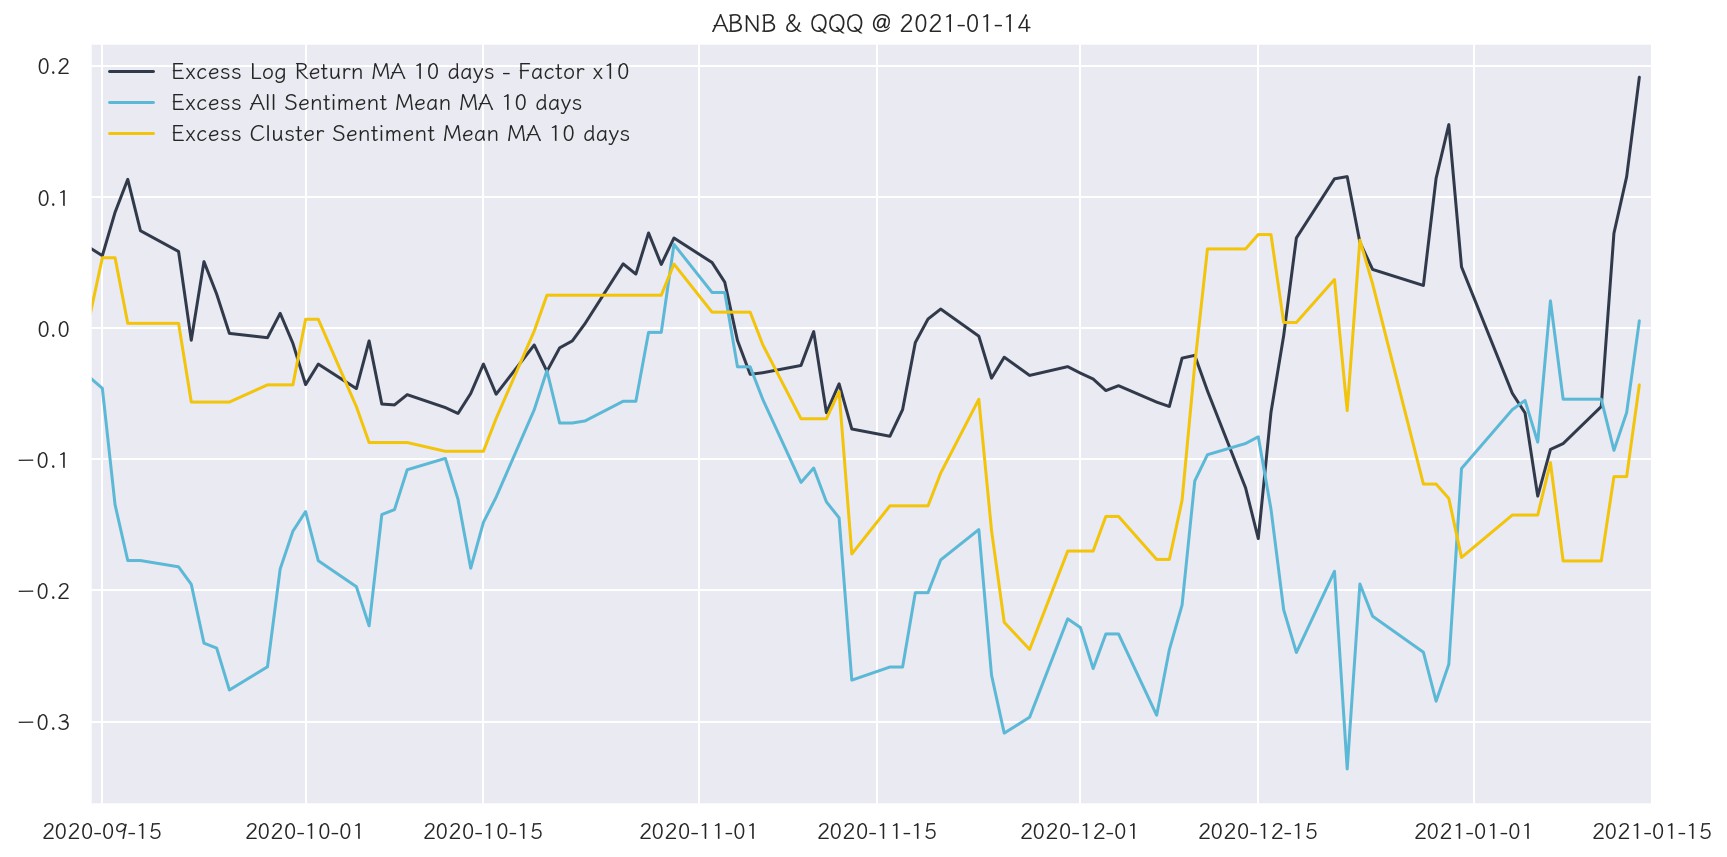 ABNB & QQQ @ 2021-01-14
Excess Log Return MA 10 days - Factor x10
Excess All Sentiment Mean MA 10 days
Excess Cluster Sentiment Mean MA 10 days
0.2
0.1
0.0
−0.1
−0.2
−0.3
2020-09-15 2020-10-01 2020-10-15 2020-11-01 2020-11-15 2020-12-01 2020-12-15 2021-01-01 2021-01-15